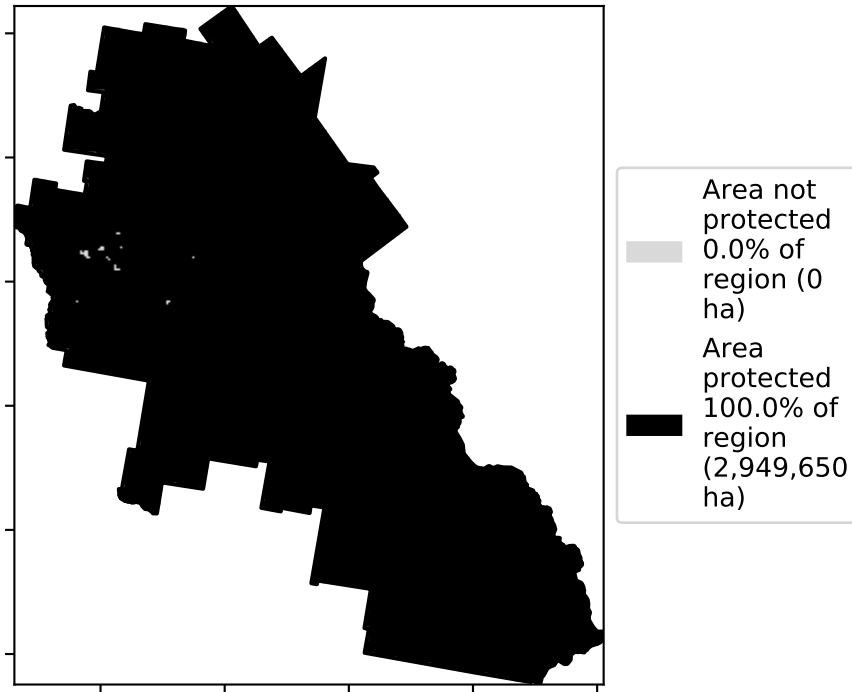 Area not
protected
0.0% of
region (0
ha)
Area
protected
100.0% of
region
(2,949,650
ha)